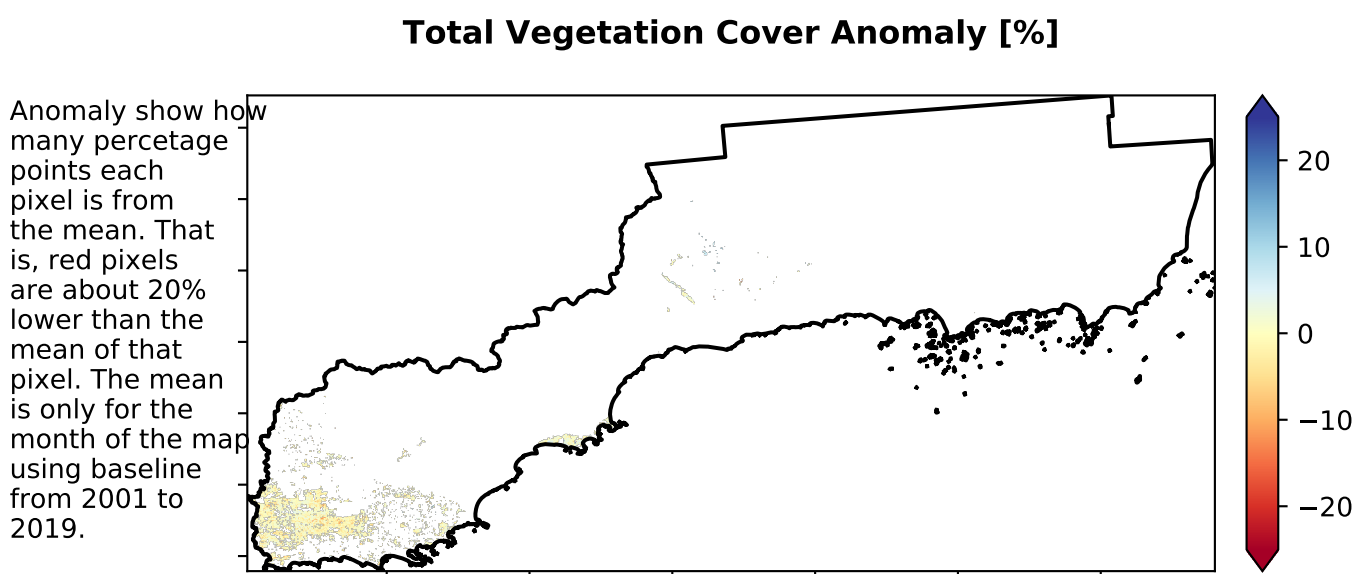 Total Vegetation Cover Anomaly [%]
Anomaly show how
many percetage
points each
pixel is from
the mean. That
is, red pixels
are about 20%
lower than the
mean of that
pixel. The mean
is only for the
month of the map
using baseline
from 2001 to
2019.
20
10
0
−10
−20